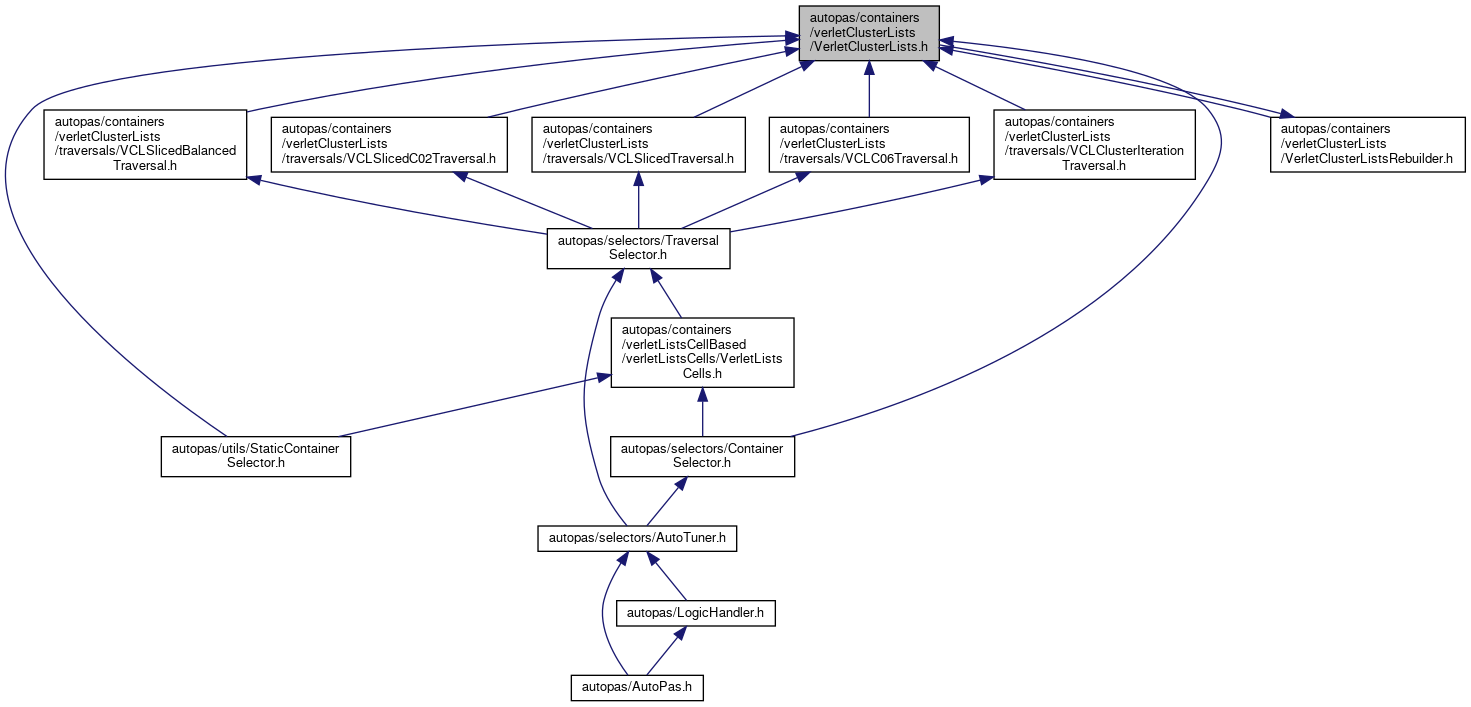 autopas/containers
/verletClusterLists
/VerletClusterLists.h
autopas/containers
/verletClusterLists
/traversals/VCLSlicedBalanced
Traversal.h
autopas/containers
/verletClusterLists
/traversals/VCLSlicedC02Traversal.h
autopas/containers
/verletClusterLists
/traversals/VCLSlicedTraversal.h
autopas/containers
/verletClusterLists
/traversals/VCLC06Traversal.h
autopas/containers
/verletClusterLists
/traversals/VCLClusterIteration
Traversal.h
autopas/containers
/verletClusterLists
/VerletClusterListsRebuilder.h
autopas/selectors/Traversal
Selector.h
autopas/containers
/verletListsCellBased
/verletListsCells/VerletLists
Cells.h
autopas/utils/StaticContainer
Selector.h
autopas/selectors/Container
Selector.h
autopas/selectors/AutoTuner.h
autopas/LogicHandler.h
autopas/AutoPas.h